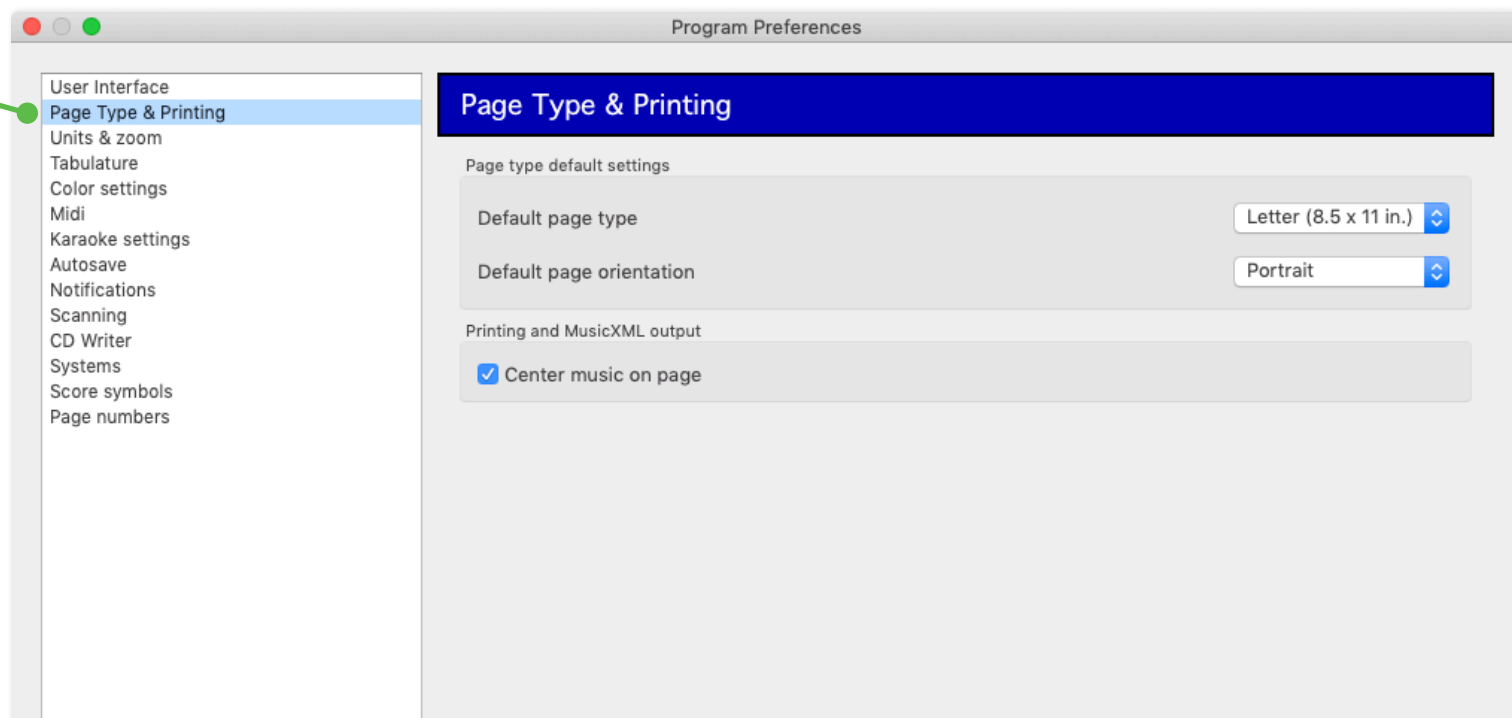 Program Preferences
User Interface
Page Type & Printing
Units & zoom
Tabulature
Color settings
Midi
Karaoke settings
Autosave
Notifications
Scanning
CD Writer
Systems
Score symbols
Page numbers
Page Type & Printing
Page type default settings
Default page type Letter (8.5 x 11 in.)
Default page orientation Portrait
Printing and MusicXML output
Center music on page